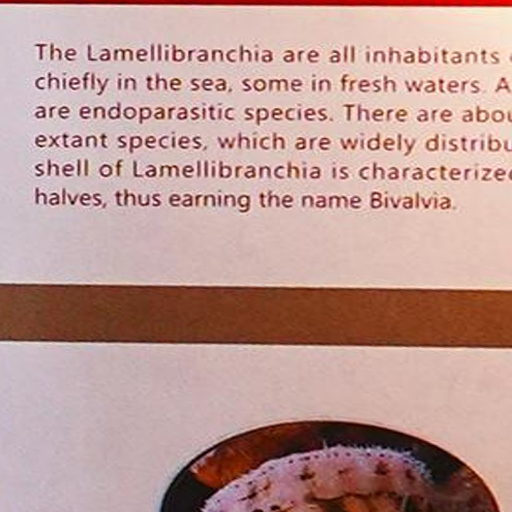 The Lamellibranchia are all inhabitants
chiefly in the sea, some in fresh waters. A
are endoparasitic species. There are abou
extant species, which are widely distribu
shell of Lamellibranchia is characterized
halves, thus earning the name Bivalvia.